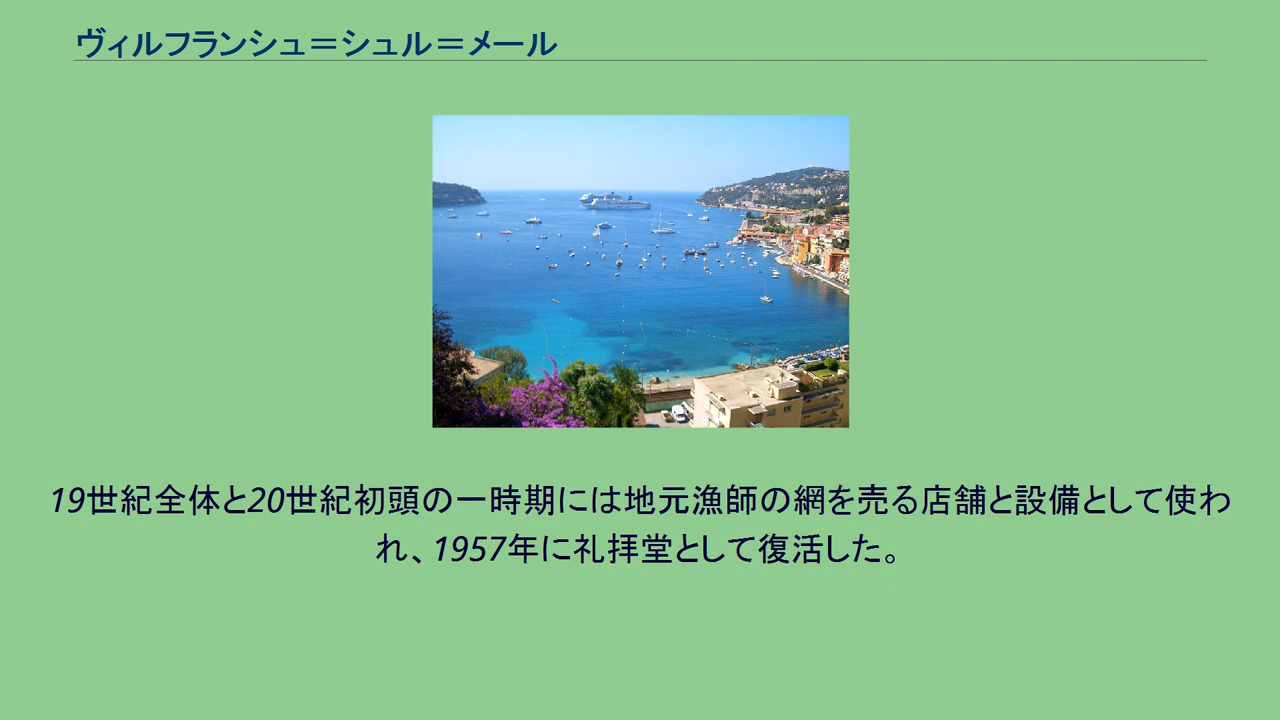 ヴィルフランシュ＝シュル＝メール
19世紀全体と20世紀初頭の一時期には地元漁師の網を売る店舗と設備として使わ
れ、1957年に礼拝堂として復活した。